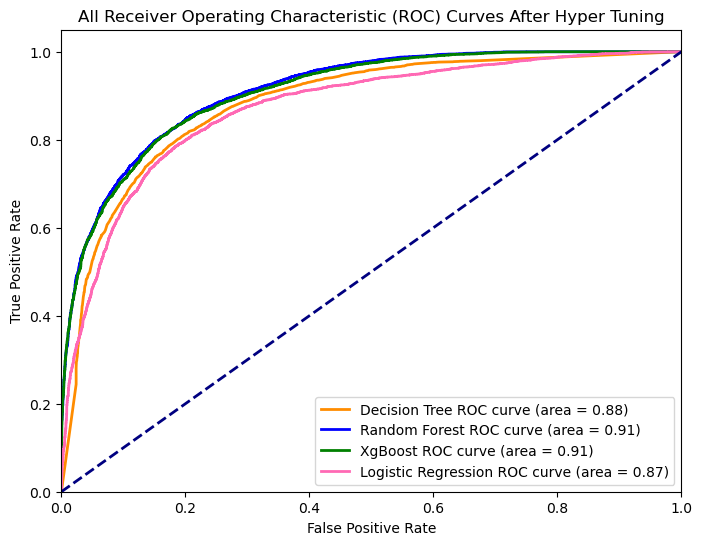 All Receiver Operating Characteristic (ROC) Curves After Hyper Tuning
1.0
0.8
0.6
0.4
0.2
0.0
True Positive Rate
Decision Tree ROC curve (area = 0.88)
Random Forest ROC curve (area = 0.91)
XgBoost ROC curve (area = 0.91)
Logistic Regression ROC curve (area = 0.87)
0.0 0.2 0.4 0.6 0.8 1.0
False Positive Rate